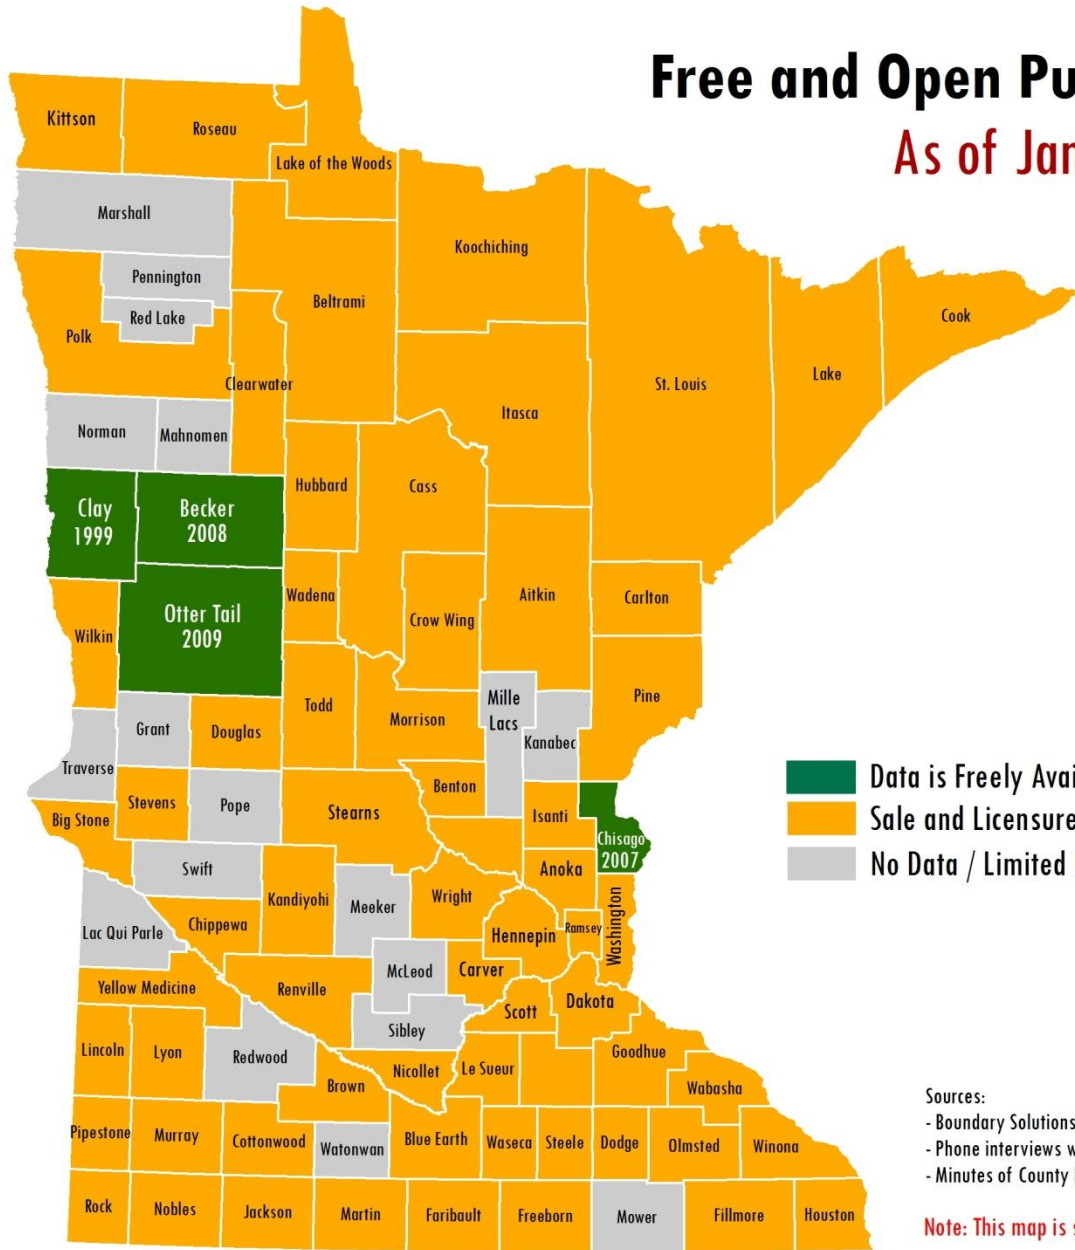 Free and Open Pu
As of Jan
Kittson
Roseau
Lake of the Woods
Marshall
Koochiching
Pennington
Red Lake
Beltrami
Polk
Cook
Clearwater
St. Louis
Lake
Itasca
Norman
Mahnomen
Hubbard
Cass
Clay
1999
Becker
2008
Wadena
Aitkin
Carlton
Otter Tail
2009
Crow Wing
Wilkin
Mille
Lacs
Pine
Todd
Morrison
Grant
Douglas
Kanabec
Traverse
Stevens
Pope
Benton
Big Stone
Stearns
Isanti
Chisago
2007
Data is Freely Avai
Sale and Licensure
No Data / Limited
Swift
Anoka
Kandiyohi
Meeker
Wright
Washington
Lac Qui Parle
Chippewa
Hennepin
Ramsey
McLeod
Carver
Yellow Medicine
Renville
Scott
Dakota
Sibley
Lincoln
Lyon
Redwood
Nicollet
Le Sueur
Goodhue
Brown
Wabasha
Pipestone
Murray
Cottonwood
Watonwan
Blue Earth
Waseca
Steele
Dodge
Olmsted
Winona
Rock
Nobles
Jackson
Martin
Faribault
Freeborn
Mower
Fillmore
Houston
Sources:
- Boundary Solutions
- Phone interviews w
- Minutes of County
Note: This map is s